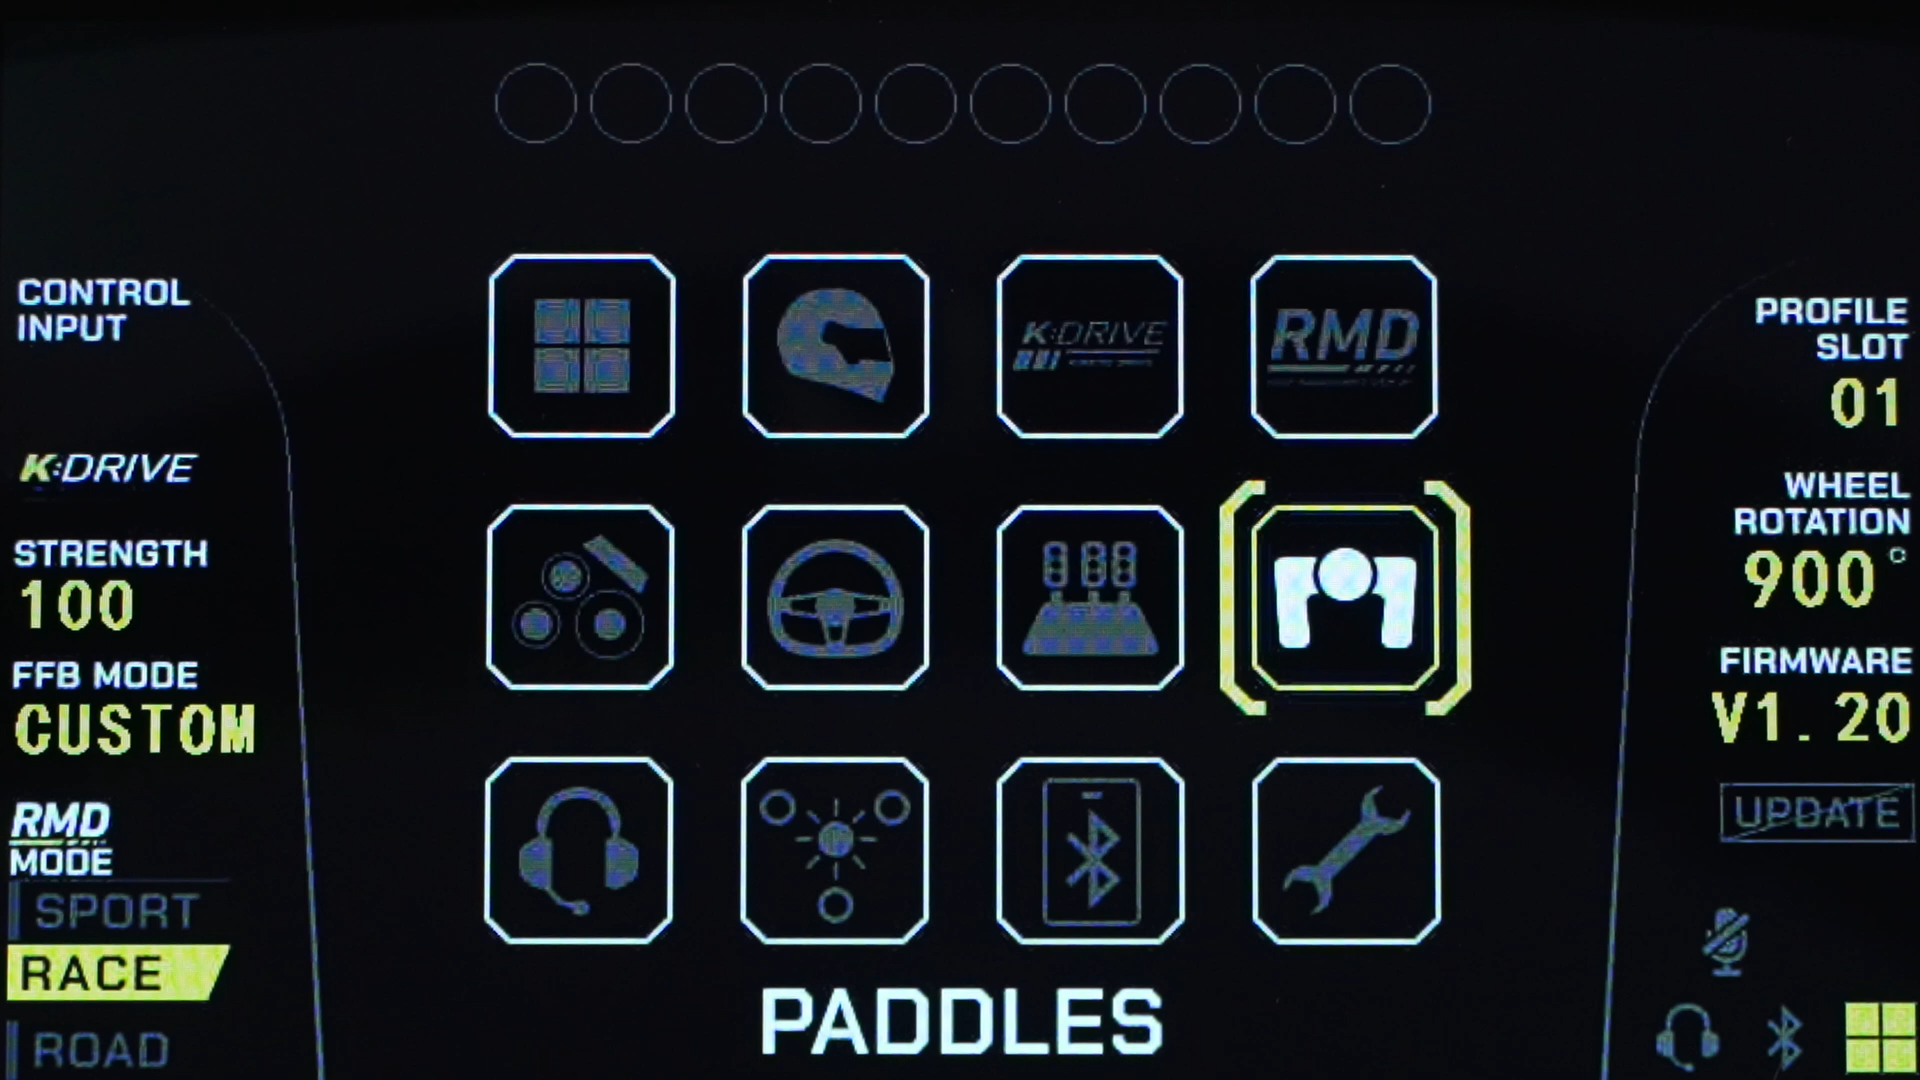 CONTROL
INPUT
K:DRIVE
STRENGTH
100
FFB MODE
CUSTOM
RMD
MODE
SPORT
RACE
ROAD
K:DRIVE
RMD
PADDLES
PROFILE
SLOT
01
WHEEL
ROTATION
900°
FIRMWARE
V1.20
UPDATE